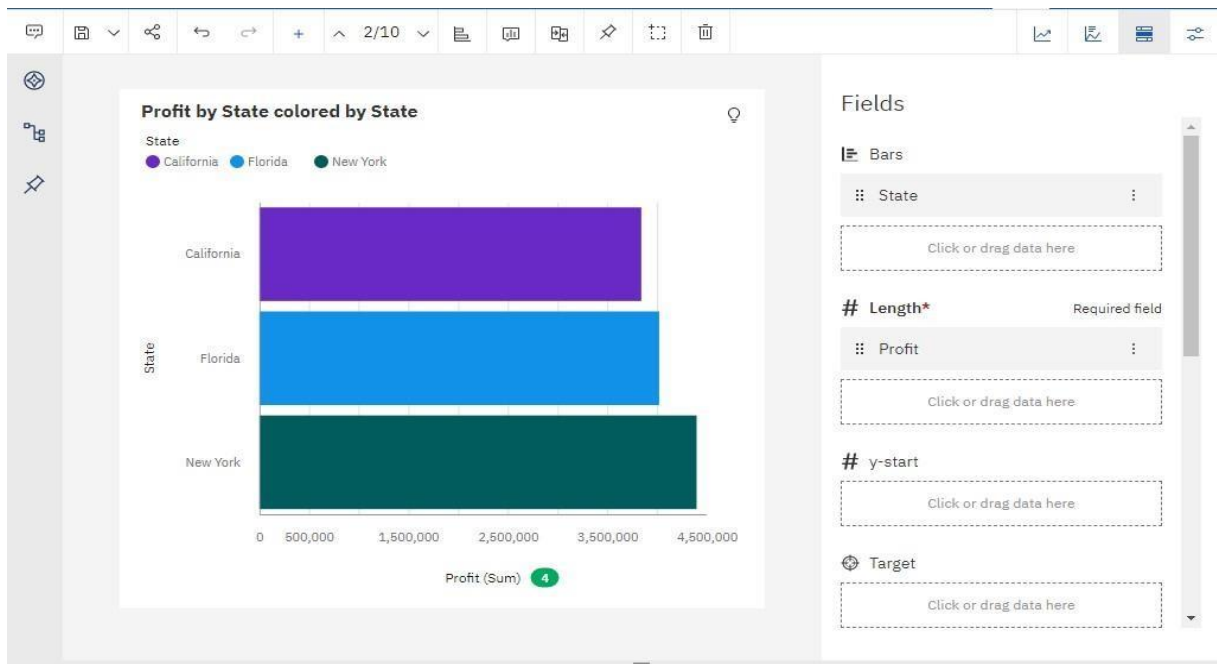 2/10
Profit by State colored by State
State
California Florida New York
California
Florida
New York
State
0 500,000 1,500,000 2,500,000 3,500,000 4,500,000
Profit (Sum) 4
Fields
Bars
State
Click or drag data here
# Length* Required field
Profit
Click or drag data here
# y-start
Click or drag data here
Target
Click or drag data here